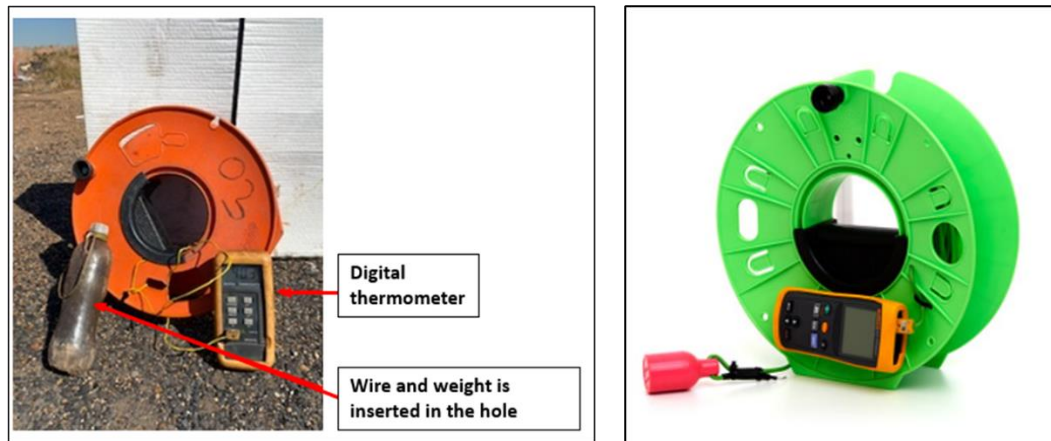 Digital
thermometer
Wire and weight is
inserted in the hole